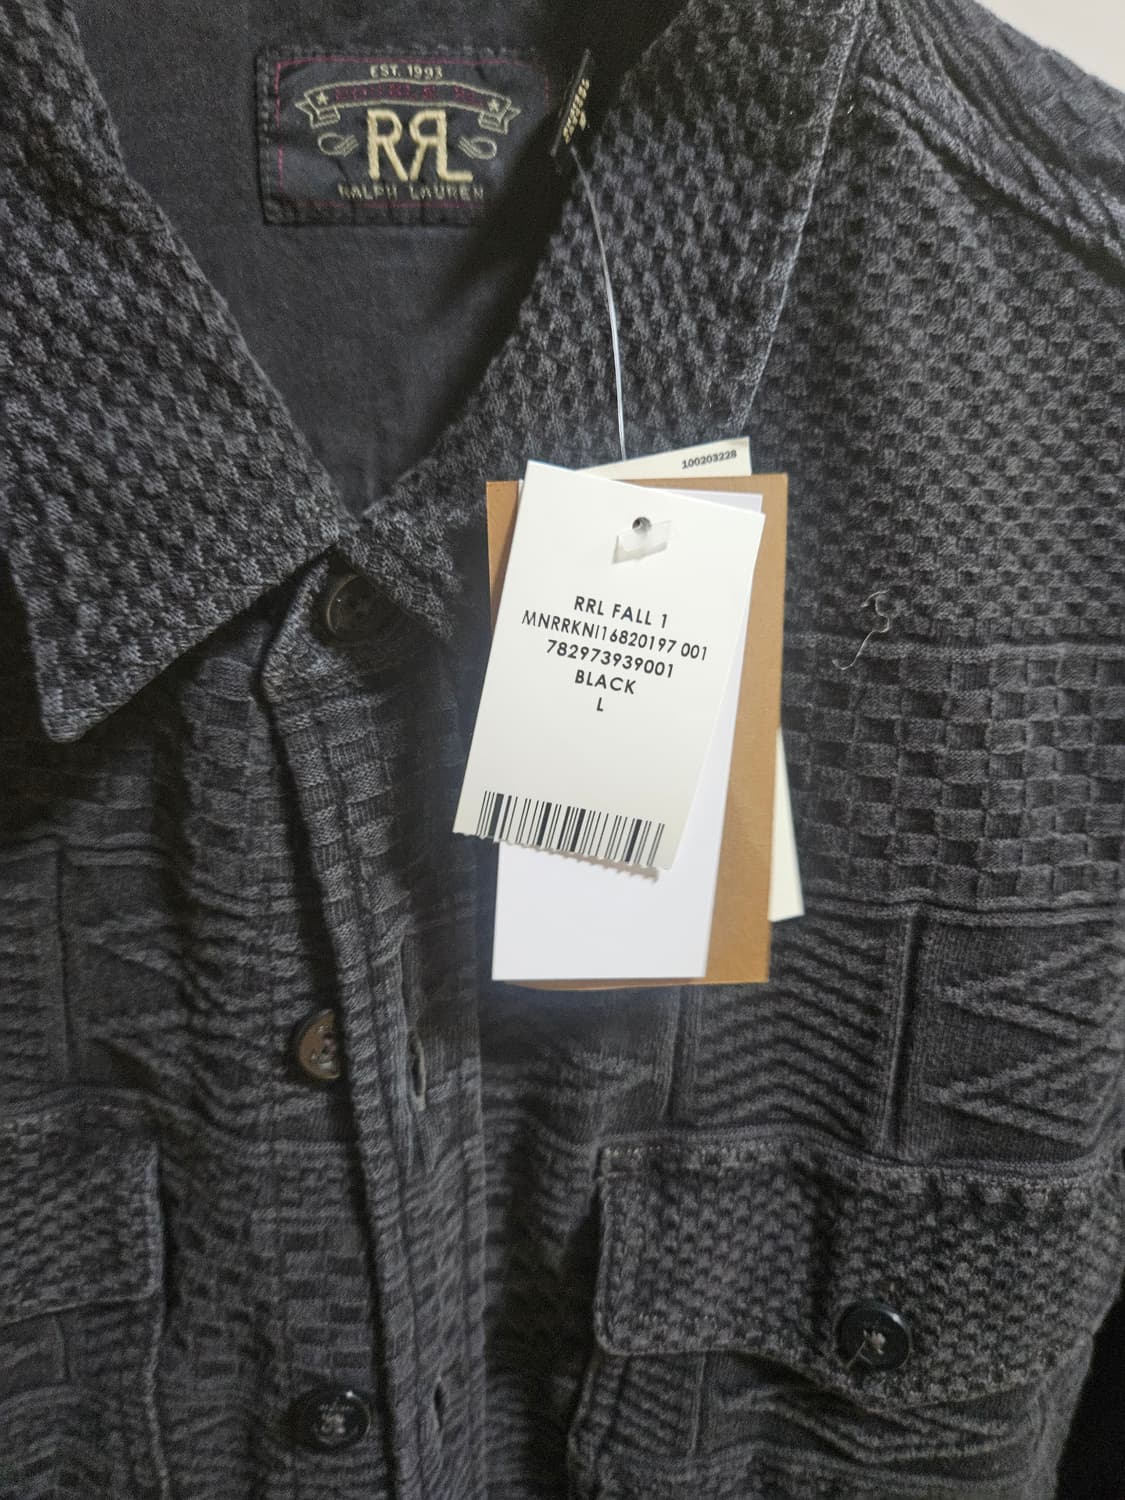 EST. 1993
RRL
RALPH LAUREN
100203228
RRL FALL 1
MNRRKNI16820197 001
782973939001
BLACK
L